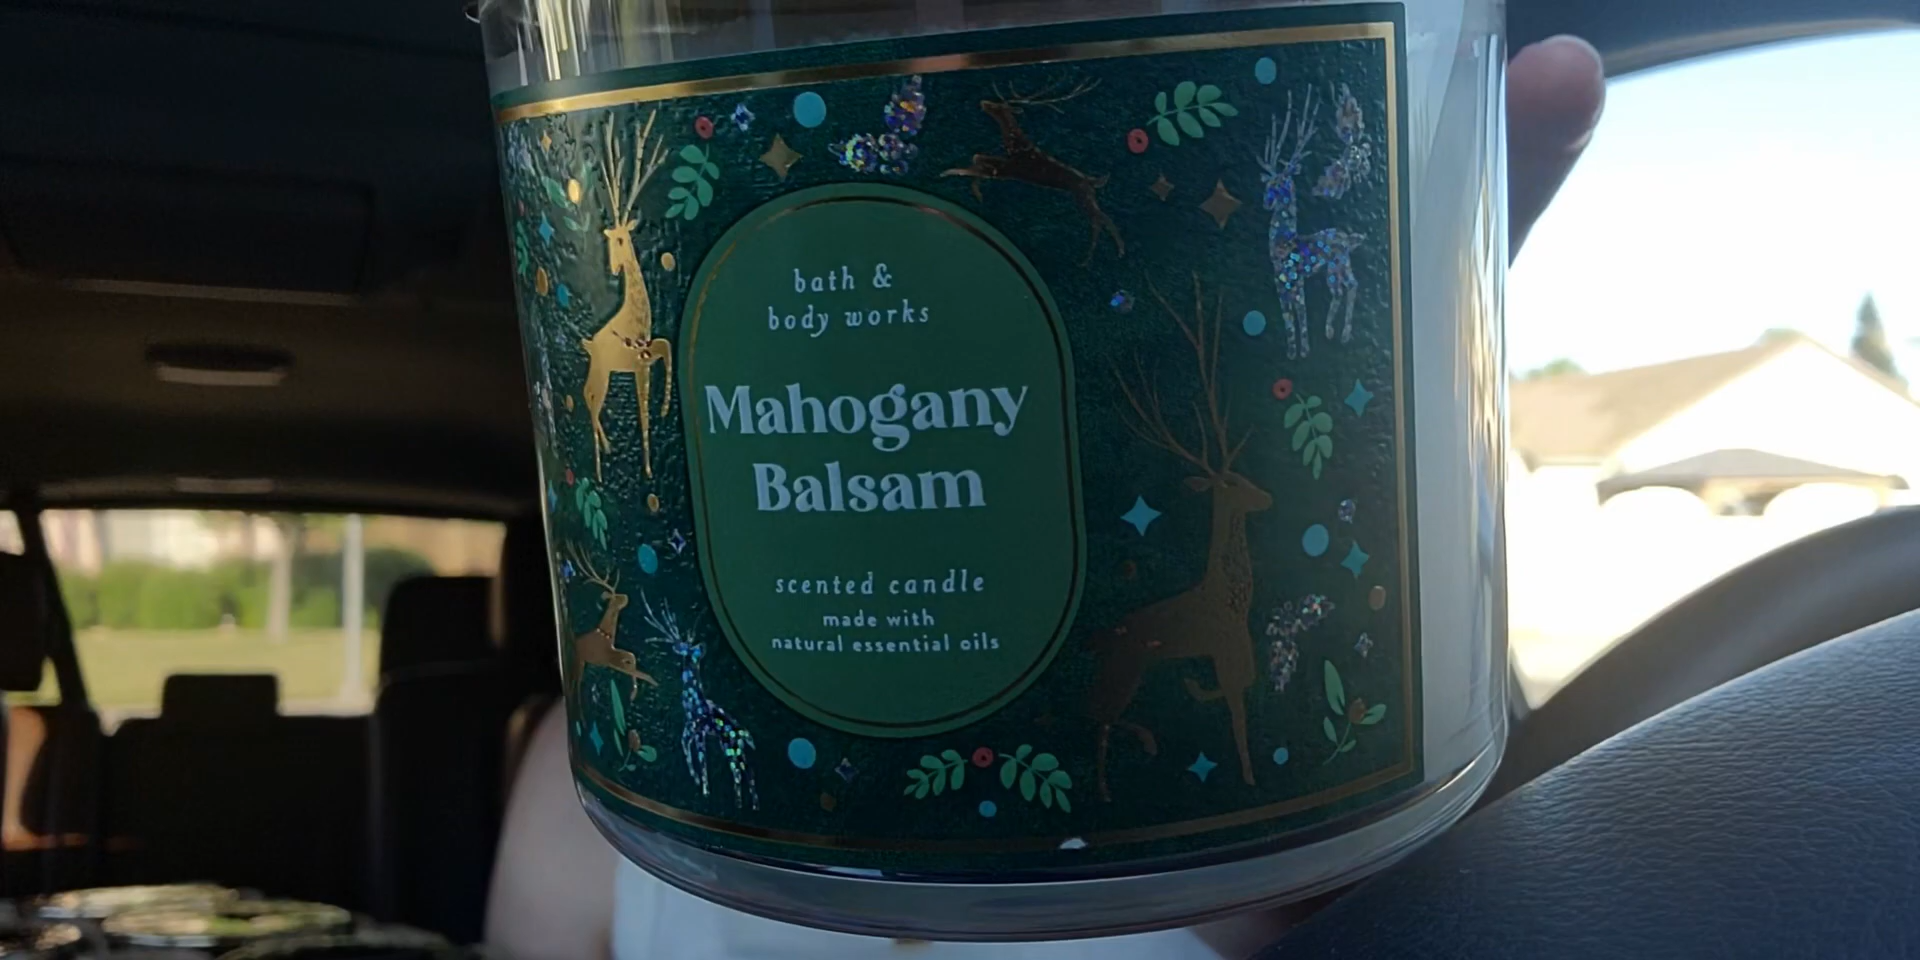 bath &
body works
Mahogany
Balsam
scented candle
made with
natural essential oils